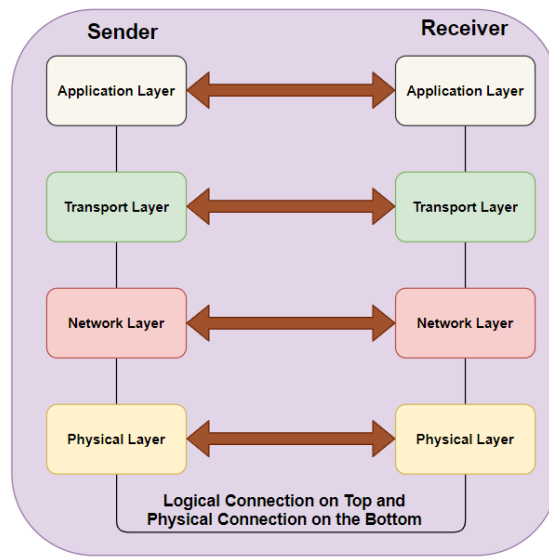 Sender
Receiver
Application Layer
Application Layer
Transport Layer
Transport Layer
Network Layer
Network Layer
Physical Layer
Physical Layer
Logical Connection on Top and
Physical Connection on the Bottom